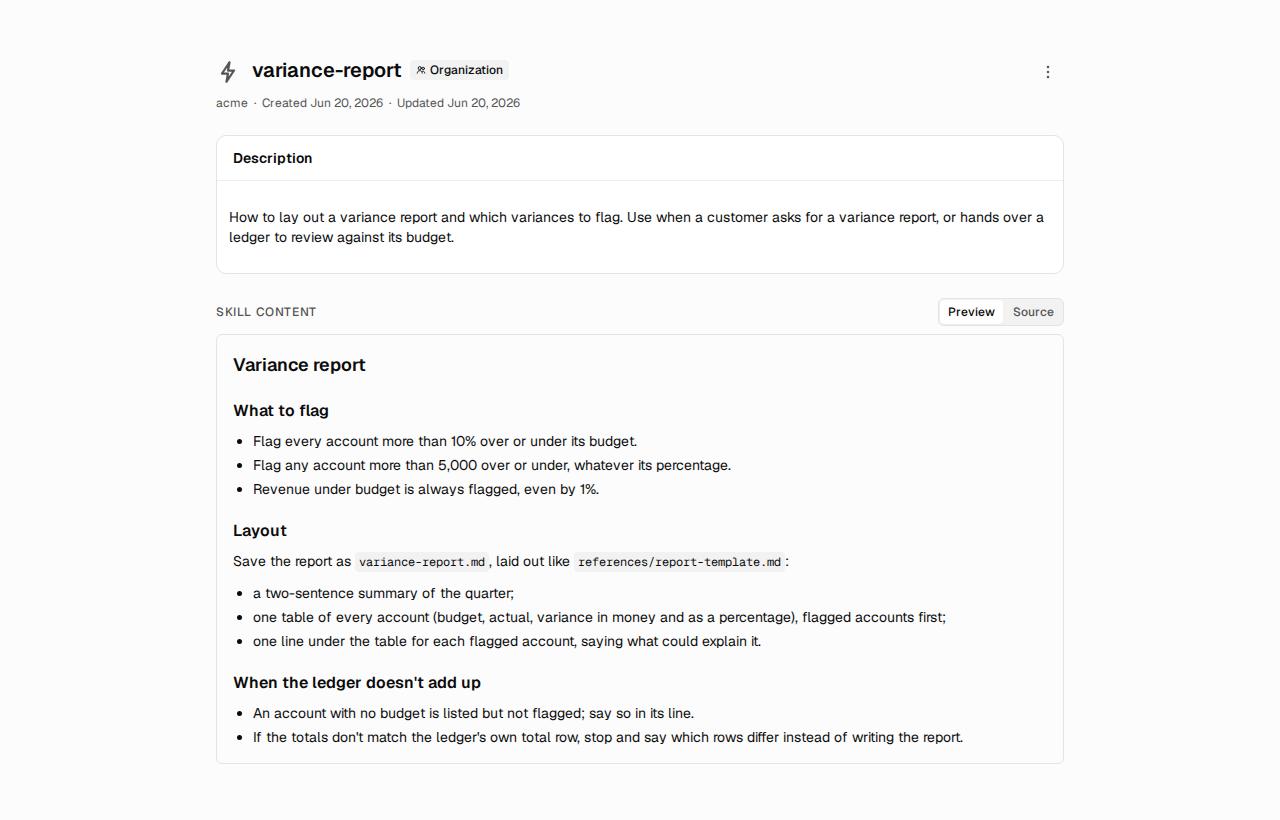 variance-report Organization
acme · Created Jun 20, 2026 · Updated Jun 20, 2026
Description
How to lay out a variance report and which variances to flag. Use when a customer asks for a variance report, or hands over a
ledger to review against its budget.
SKILL CONTENT
Preview Source
Variance report
What to flag
• Flag every account more than 10% over or under its budget.
• Flag any account more than 5,000 over or under, whatever its percentage.
• Revenue under budget is always flagged, even by 1%.
Layout
Save the report as variance-report.md, laid out like references/report-template.md:
• a two-sentence summary of the quarter;
• one table of every account (budget, actual, variance in money and as a percentage), flagged accounts first;
• one line under the table for each flagged account, saying what could explain it.
When the ledger doesn't add up
• An account with no budget is listed but not flagged; say so in its line.
• If the totals don't match the ledger's own total row, stop and say which rows differ instead of writing the report.